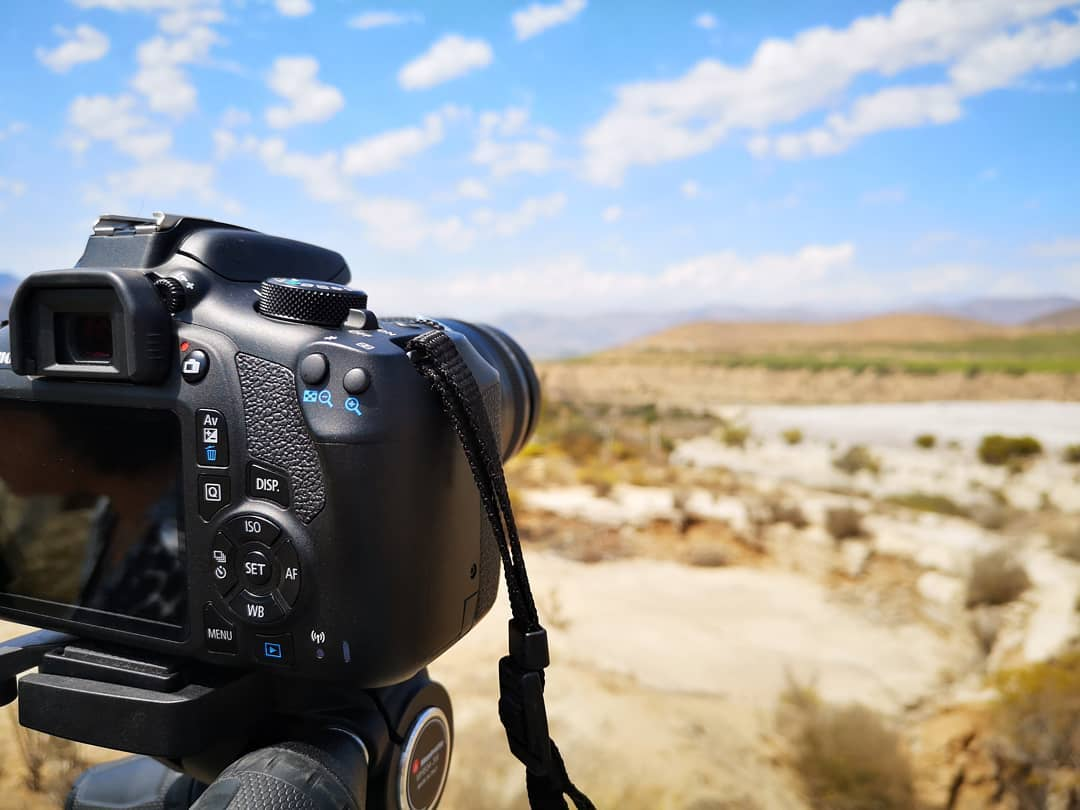 Av
Q
DISP.
ISO
SET
AF
WB
MENU